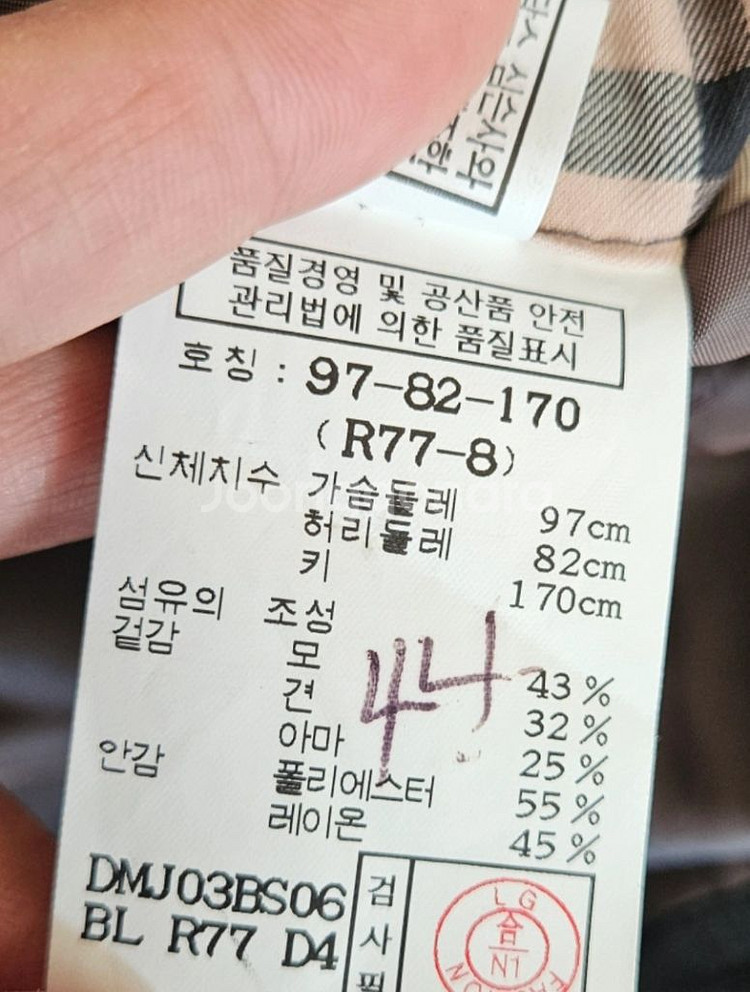 품질경영 및 공산품 안전
관리법에 의한 품질표시
호칭 : 97-82-170
(R77-8)
신체치수 가슴둘레 97cm
허리둘레 82cm
키 170cm
섬유의 조성
겉감 모 43 %
견 32 %
아마 25 %
안감 폴리에스터 55 %
레이온 45 %
DMJ03BS06
BL R77 D4
검사필
LG
합
N1